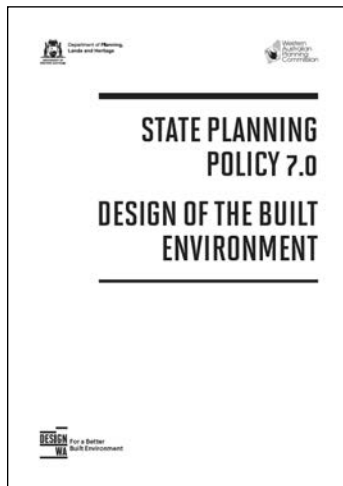 Department of Planning,
Lands and Heritage
Western
Australian
Planning
Commission
STATE PLANNING
POLICY 7.0
DESIGN OF THE BUILT
ENVIRONMENT
DESIGN
WA
For a Better
Built Environment